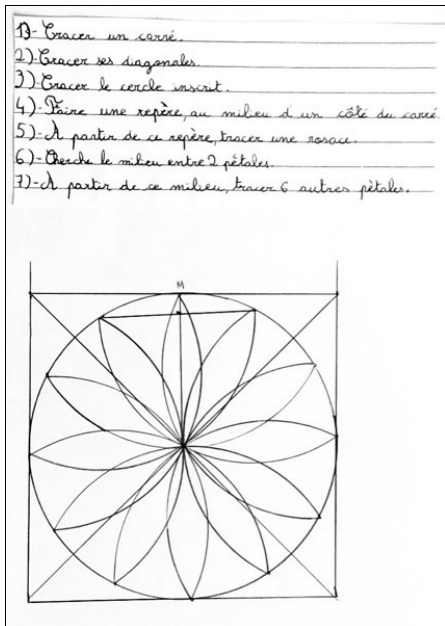 1)- Tracer un carré.
2)- Tracer ses diagonales.
3)- Tracer le cercle inscrit.
4)- Faire une repère, au milieu d'un côté du carré.
5)- A partir de ce repère, tracer une rosace.
6)- Cherche le milieu entre 2 pétales.
7)- A partir de ce milieu, tracer 6 autres pétales.
M